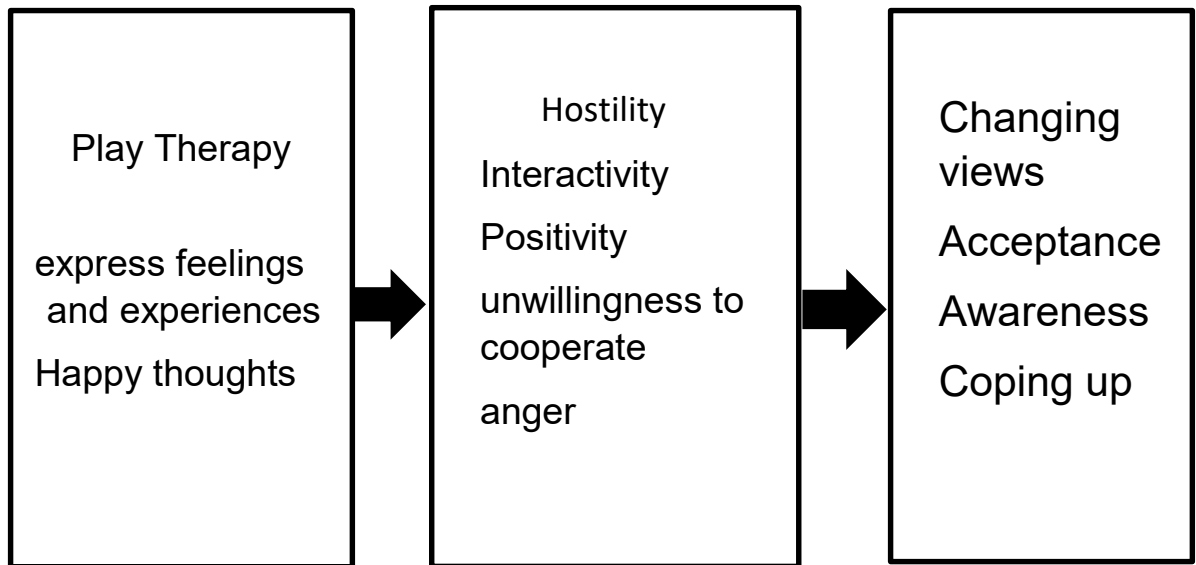 Play Therapy
express feelings
and experiences
Happy thoughts
Hostility
Interactivity
Positivity
unwillingness to
cooperate
anger
Changing
views
Acceptance
Awareness
Coping up